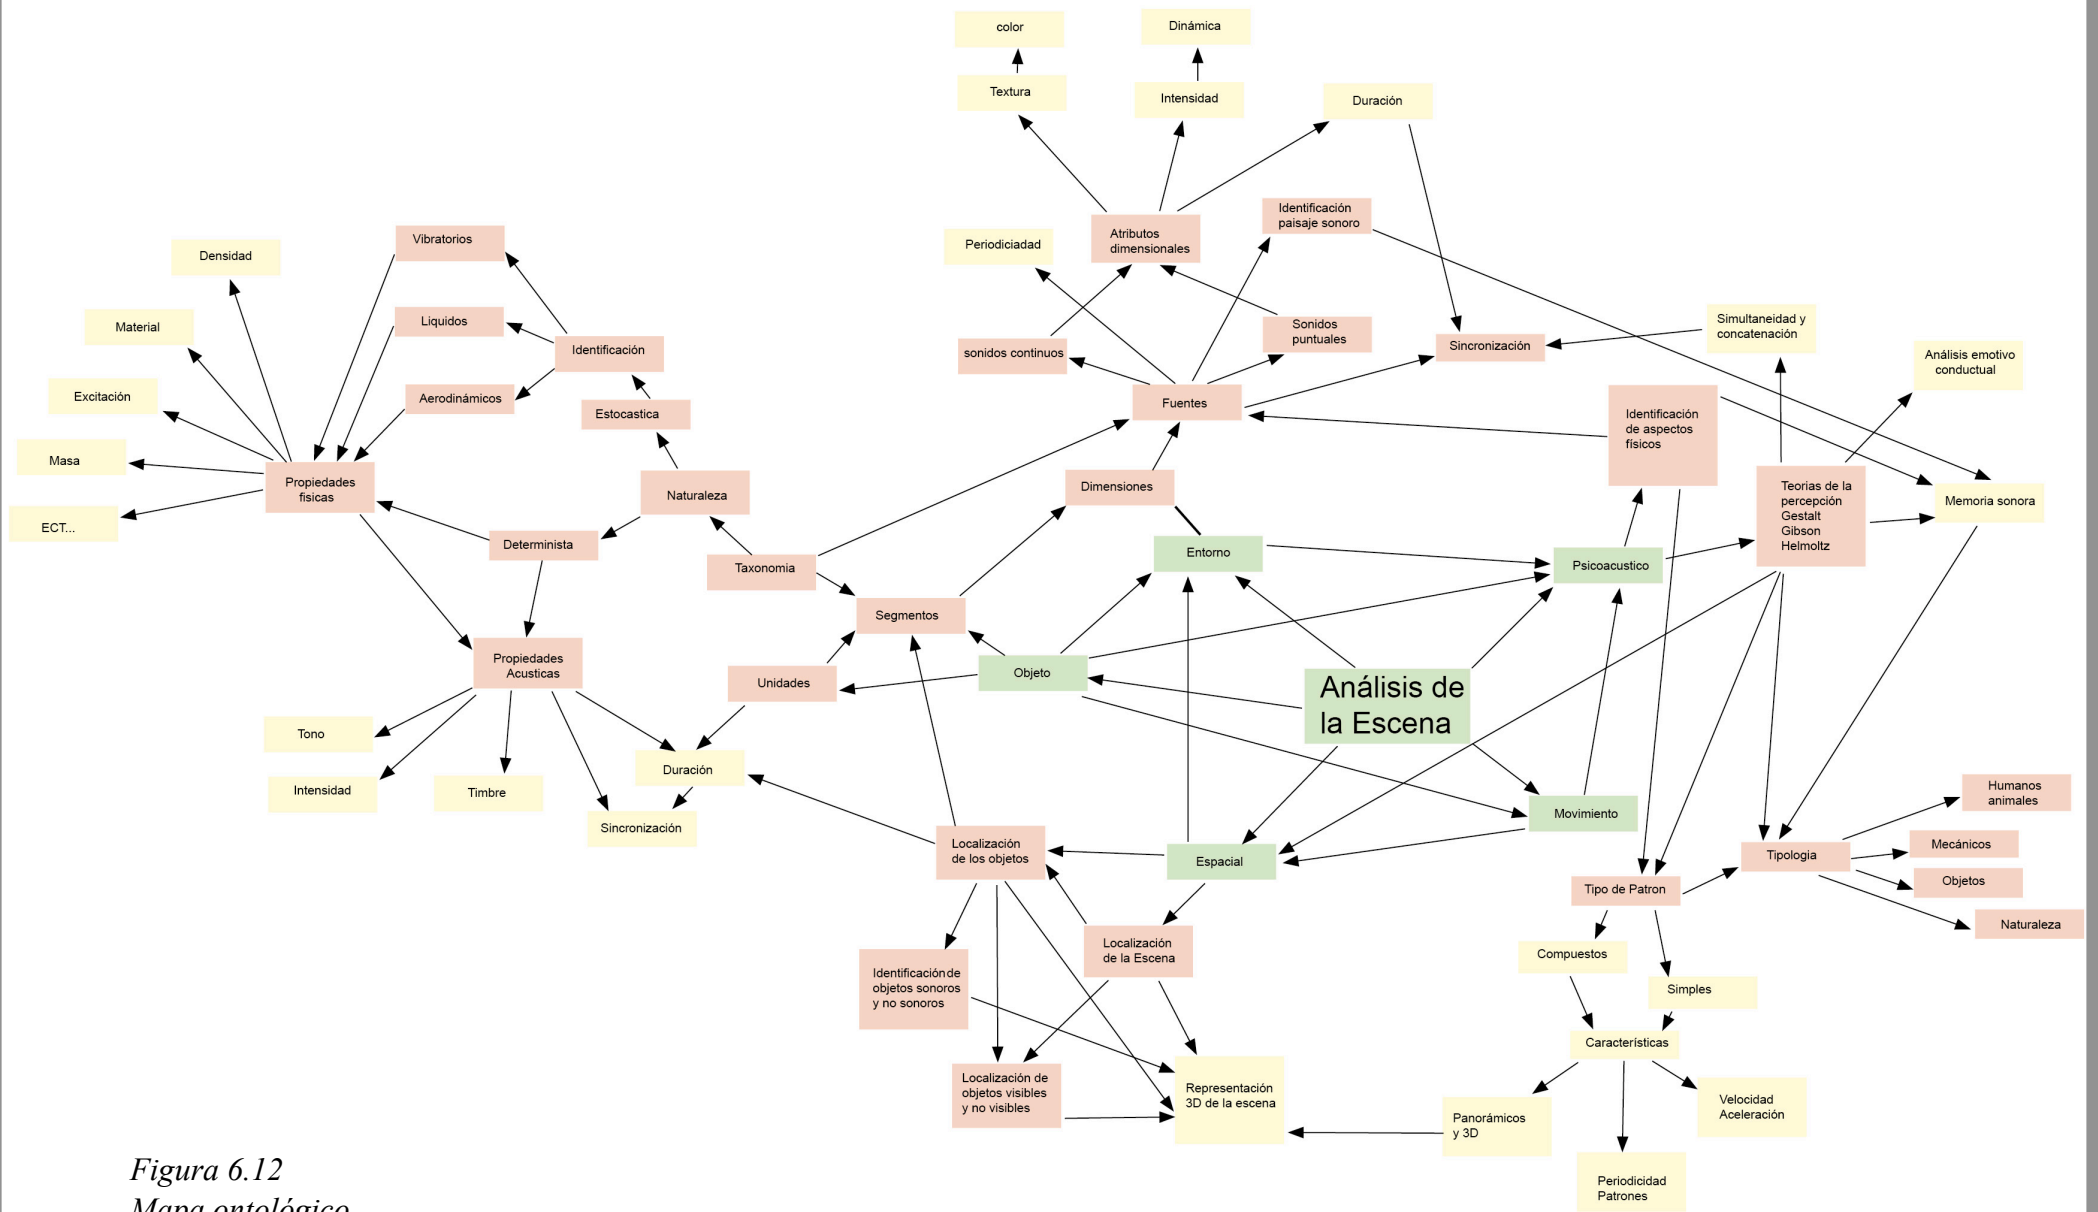 color
Dinámica
Textura
Intensidad
Duración
Identificación
paisaje sonoro
Atributos
dimensionales
Periodiciadad
Vibratorios
Densidad
Liquidos
Material
Identificación
sonidos continuos
Sonidos
puntuales
Sincronización
Simultaneidad y
concatenación
Análisis emotivo
conductual
Excitación
Aerodinámicos
Estocastica
Fuentes
Identificación
de aspectos
físicos
Masa
Propiedades
fisicas
Naturaleza
Dimensiones
Teorias de la
percepción
Gestalt
Gibson
Helmoltz
Memoria sonora
ECT...
Determinista
Taxonomia
Entorno
Psicoacustico
Segmentos
Propiedades
Acusticas
Unidades
Objeto
Análisis de
la Escena
Tono
Intensidad
Timbre
Duración
Sincronización
Localización
de los objetos
Espacial
Movimiento
Tipologia
Humanos
animales
Mecánicos
Objetos
Naturaleza
Tipo de Patron
Localización
de la Escena
Identificación de
objetos sonoros
y no sonoros
Compuestos
Simples
Características
Localización de
objetos visibles
y no visibles
Representación
3D de la escena
Panorámicos
y 3D
Velocidad
Aceleración
Periodicidad
Patrones
Figura 6.12
Mapa ontológico